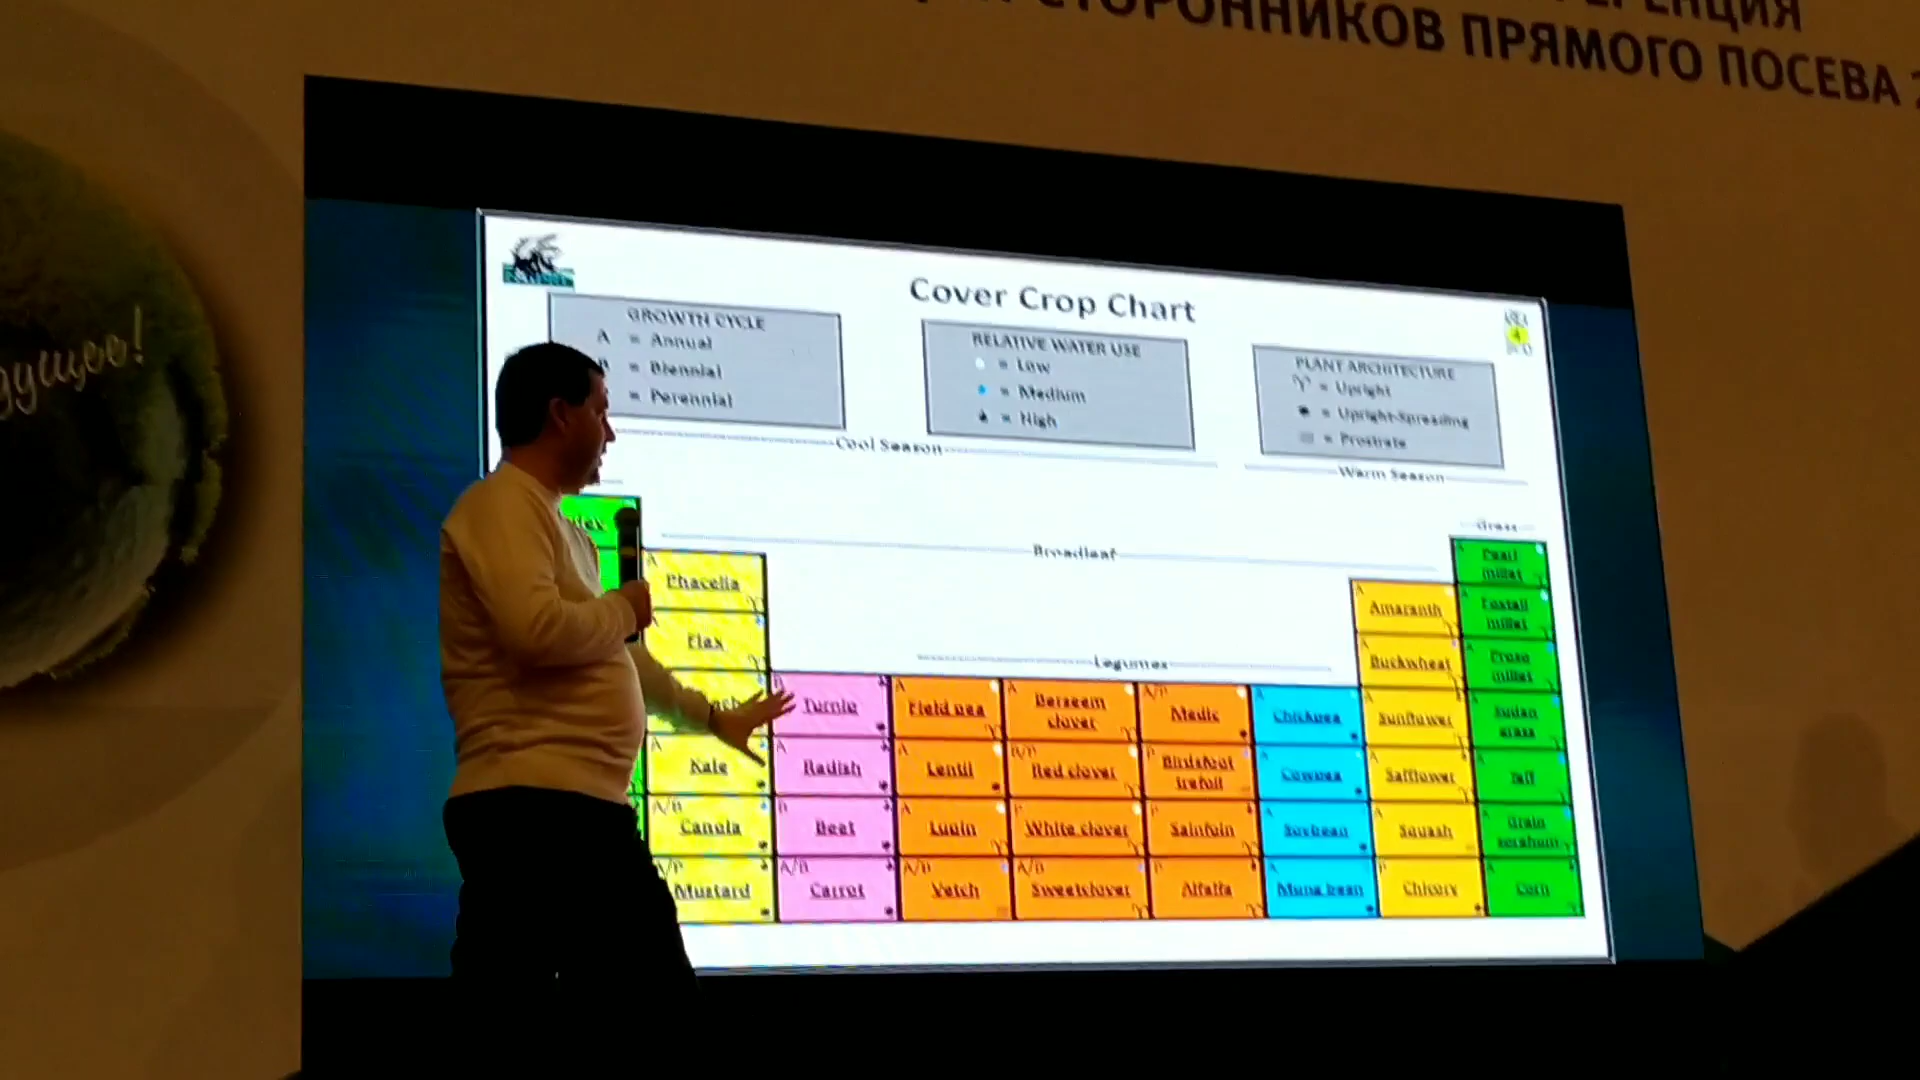 СТОРОННИКОВ ПРЯМОГО ПОСЕВА
Cover Crop Chart
GROWTH CYCLE
A = Annual
= Biennial
= Perennial
RELATIVE WATER USE
= Low
= Medium
= High
PLANT ARCHITECTURE
= Upright
= Upright-Spreading
= Prostrate
Cool Season
Warm Season
Grass
Broadleaf
Legumes
Pearl millet
A Phacelia
Amaranth
Foxtail millet
Flax
Buckwheat
Proso millet
Turnip
A Field pea
A Berseem clover
A/P Medic
A Chickpea
Sunflower
Sudan grass
A Kale
A Radish
A Lentil
B/P Red clover
P Birdsfoot trefoil
Cowpea
Safflower
Teff
A/B Canola
B Beet
A Lupin
P White clover
P Sainfoin
A Soybean
A Squash
Grain sorghum
A/P Mustard
A/B Carrot
A/B Vetch
A/B Sweetclover
P Alfalfa
A Mung bean
P Chicory
A Corn